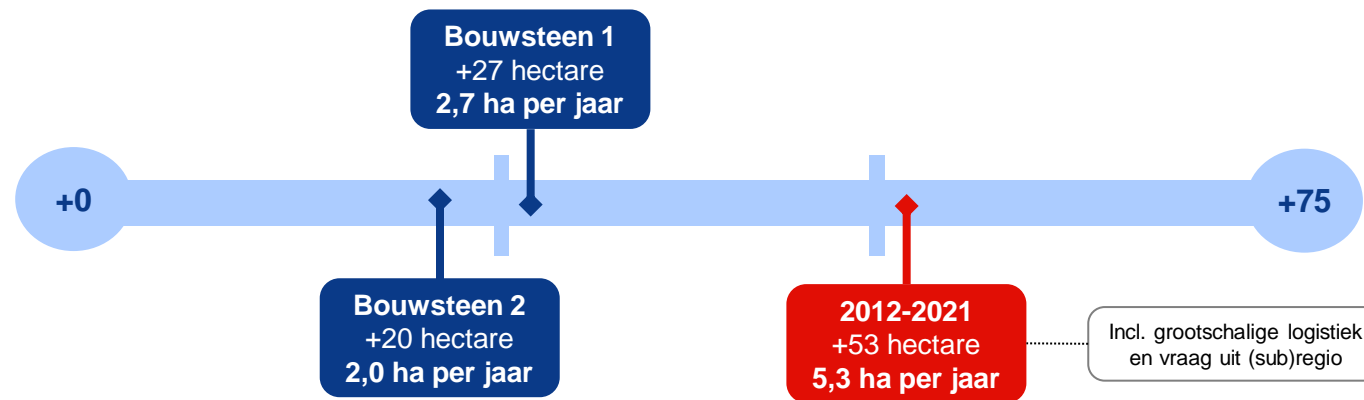 Bouwsteen 1
+27 hectare
2,7 ha per jaar
+0
+75
Bouwsteen 2
+20 hectare
2,0 ha per jaar
2012-2021
+53 hectare
5,3 ha per jaar
Incl. grootschalige logistiek
en vraag uit (sub)regio